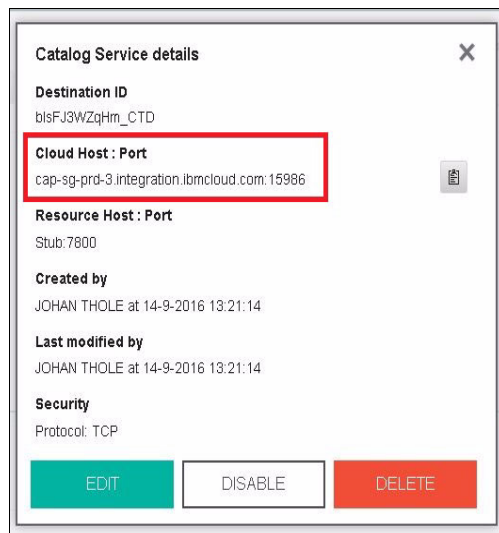 Catalog Service details
Destination ID
blsFJ3WZqHm_CTD
Cloud Host : Port
cap-sg-prd-3.integration.ibmcloud.com:15986
Resource Host : Port
Stub:7800
Created by
JOHAN THOLE at 14-9-2016 13:21:14
Last modified by
JOHAN THOLE at 14-9-2016 13:21:14
Security
Protocol: TCP
EDIT DISABLE DELETE